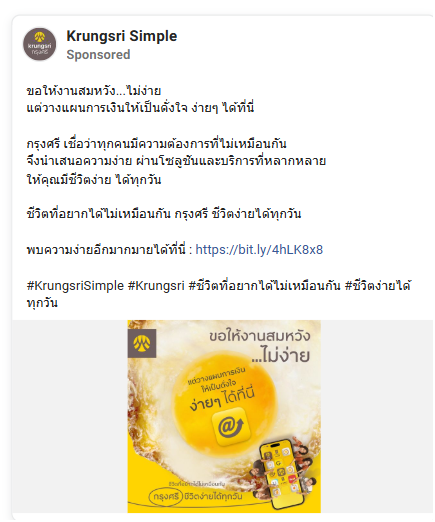 Krungsri Simple
krungsri
กรุงศรี
Sponsored
ขอให้งานสมหวัง...ไม่ง่าย
แต่วางแผนการเงินให้เป็นดั่งใจ ง่ายๆ ได้ที่นี่
กรุงศรี เชื่อว่าทุกคนมีความต้องการที่ไม่เหมือนกัน
จึงนำเสนอความง่าย ผ่านโซลูชันและบริการที่หลากหลาย
ให้คุณมีชีวิตง่าย ได้ทุกวัน
ชีวิตที่อยากได้ไม่เหมือนกัน กรุงศรี ชีวิตง่ายได้ทุกวัน
พบความง่ายอีกมากมายได้ที่นี่ : https://bit.ly/4hLK8x8
#KrungsriSimple #Krungsri #ชีวิตที่อยากได้ไม่เหมือนกัน #ชีวิตง่ายได้
ทุกวัน
ขอให้งานสมหวัง
...ไม่ง่าย
แต่วางแผนการเงิน
ให้เป็นดั่งใจ
ง่ายๆ ได้ที่นี่
ชีวิตที่อยากได้ไม่เหมือนกัน
กรุงศรี ชีวิตง่ายได้ทุกวัน